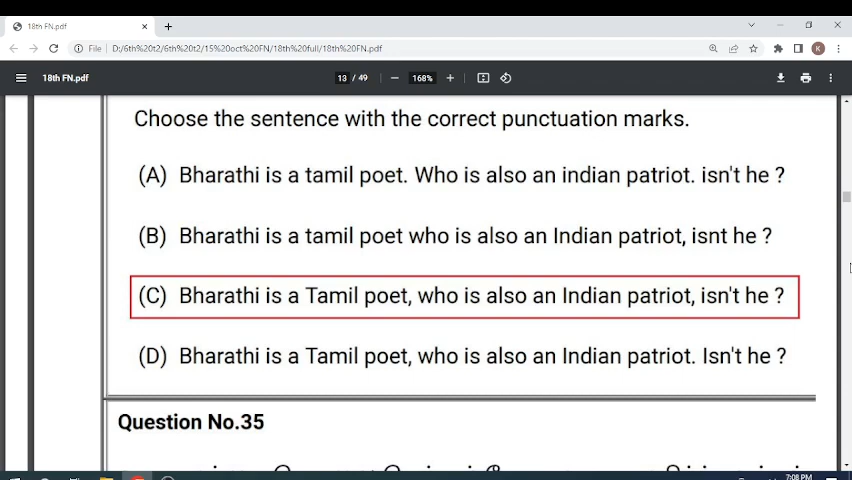 18th FN.pdf
File D:/6th%20t2/6th%20t2/15%20oct%20FN/18th%20full/18th%20FN.pdf
K
18th FN.pdf 13 / 49 168%
Choose the sentence with the correct punctuation marks.
(A) Bharathi is a tamil poet. Who is also an indian patriot. isn't he ?
(B) Bharathi is a tamil poet who is also an Indian patriot, isnt he ?
(C) Bharathi is a Tamil poet, who is also an Indian patriot, isn't he ?
(D) Bharathi is a Tamil poet, who is also an Indian patriot. Isn't he ?
Question No.35
7:08 PM